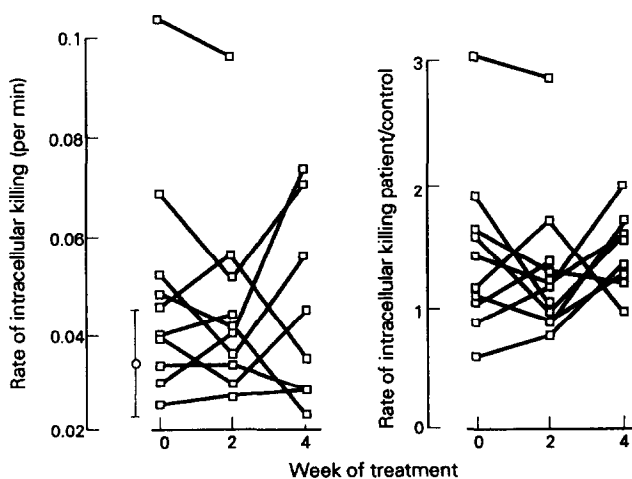 Rate of intracellular killing (per min)
0.1
0.08
0.06
0.04
0.02
0 2 4
Rate of intracellular killing patient/control
3
2
1
0
0 2 4
Week of treatment